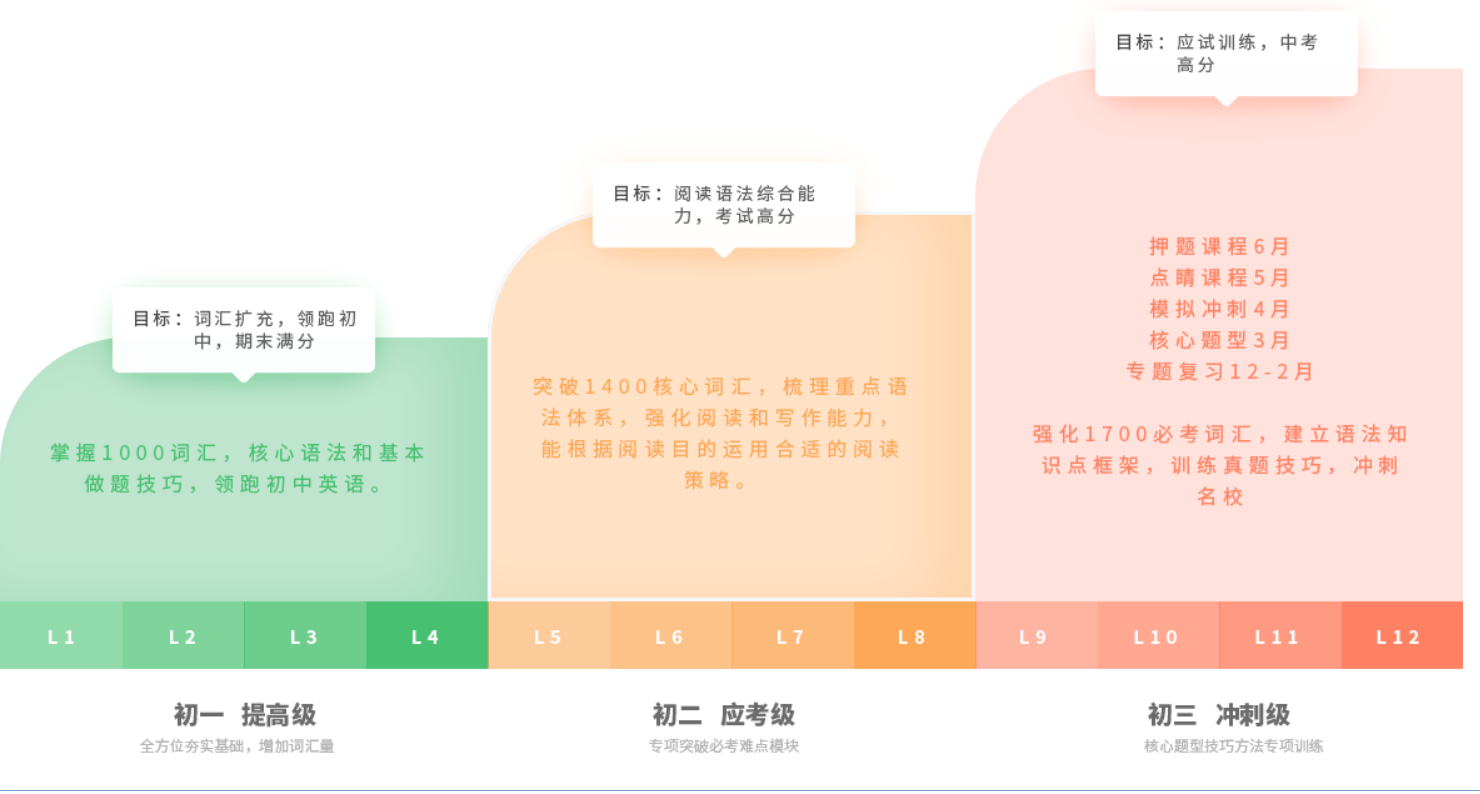 目标：词汇扩充，领跑初
中，期末满分
掌握1000词汇，核心语法和基本
做题技巧，领跑初中英语。
目标：阅读语法综合能
力，考试高分
突破1400核心词汇，梳理重点语
法体系，强化阅读和写作能力，
能根据阅读目的运用合适的阅读
策略。
目标：应试训练，中考
高分
押题课程6月
点睛课程5月
模拟冲刺4月
核心题型3月
专题复习12-2月
强化1700必考词汇，建立语法知
识点框架，训练真题技巧，冲刺
名校
L1 L2 L3 L4 L5 L6 L7 L8 L9 L10 L11 L12
初一 提高级
全方位夯实基础，增加词汇量
初二 应考级
专项突破必考难点模块
初三 冲刺级
核心题型技巧方法专项训练